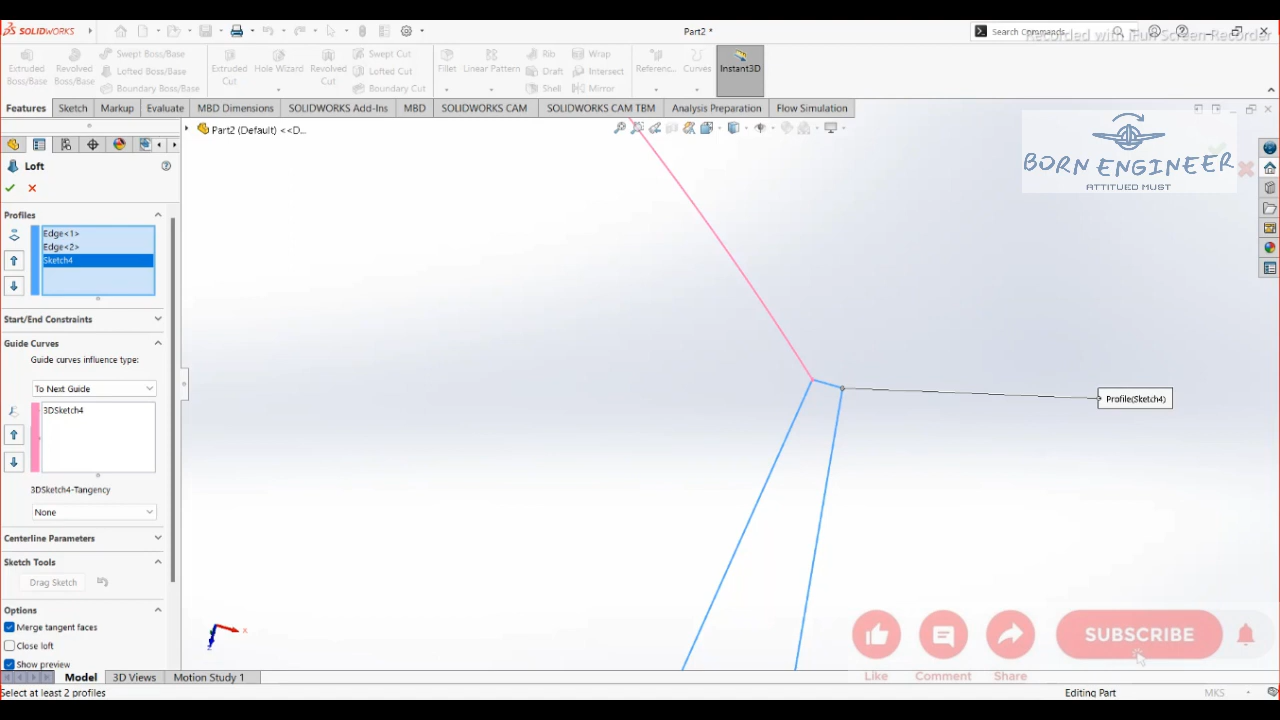 SOLIDWORKS
Part2 *
Search Commands
Recorded with iFun Screen Recorder
Extruded Boss/Base
Revolved Boss/Base
Swept Boss/Base
Lofted Boss/Base
Boundary Boss/Base
Extruded Cut
Hole Wizard
Revolved Cut
Swept Cut
Lofted Cut
Boundary Cut
Fillet
Linear Pattern
Rib
Draft
Shell
Wrap
Intersect
Mirror
Referenc...
Curves
Instant3D
Features
Sketch
Markup
Evaluate
MBD Dimensions
SOLIDWORKS Add-Ins
MBD
SOLIDWORKS CAM
SOLIDWORKS CAM TBM
Analysis Preparation
Flow Simulation
Part2 (Default) <<D...
BORN ENGINEER
ATTITUED MUST
Loft
Profiles
Edge<1>
Edge<2>
Sketch4
Start/End Constraints
Guide Curves
Guide curves influence type:
To Next Guide
3DSketch4
3DSketch4-Tangency
None
Centerline Parameters
Sketch Tools
Drag Sketch
Options
Merge tangent faces
Close loft
Show preview
Profile(Sketch4)
X
SUBSCRIBE
Like
Comment
Share
Model
3D Views
Motion Study 1
Select at least 2 profiles
Editing Part
MKS